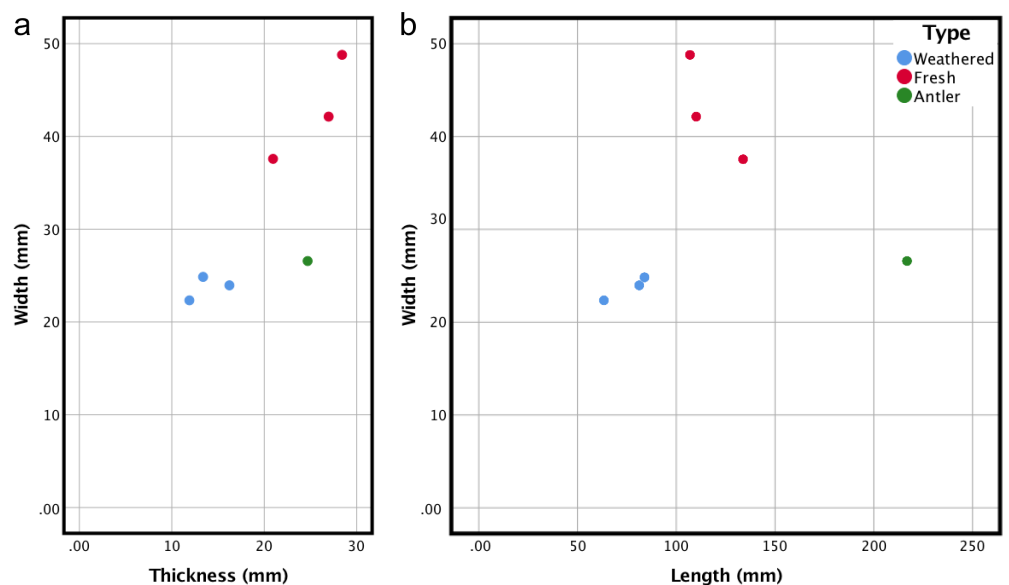 a
50
40
30
20
10
.00
Width (mm)
.00 10 20 30
Thickness (mm)
b
50
40
30
20
10
.00
Width (mm)
.00 50 100 150 200 250
Length (mm)
Type
Weathered
Fresh
Antler